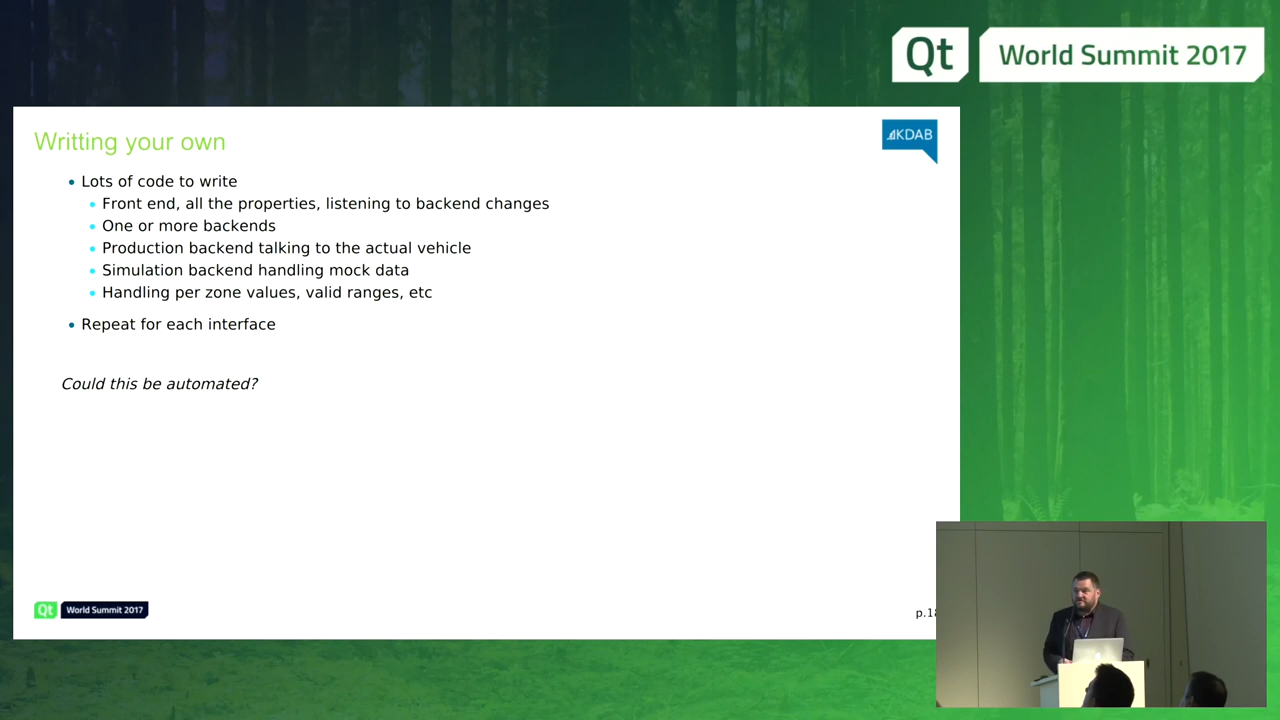 Qt World Summit 2017
Writting your own
KDAB
Lots of code to write
Front end, all the properties, listening to backend changes
One or more backends
Production backend talking to the actual vehicle
Simulation backend handling mock data
Handling per zone values, valid ranges, etc
Repeat for each interface
Could this be automated?
Qt World Summit 2017